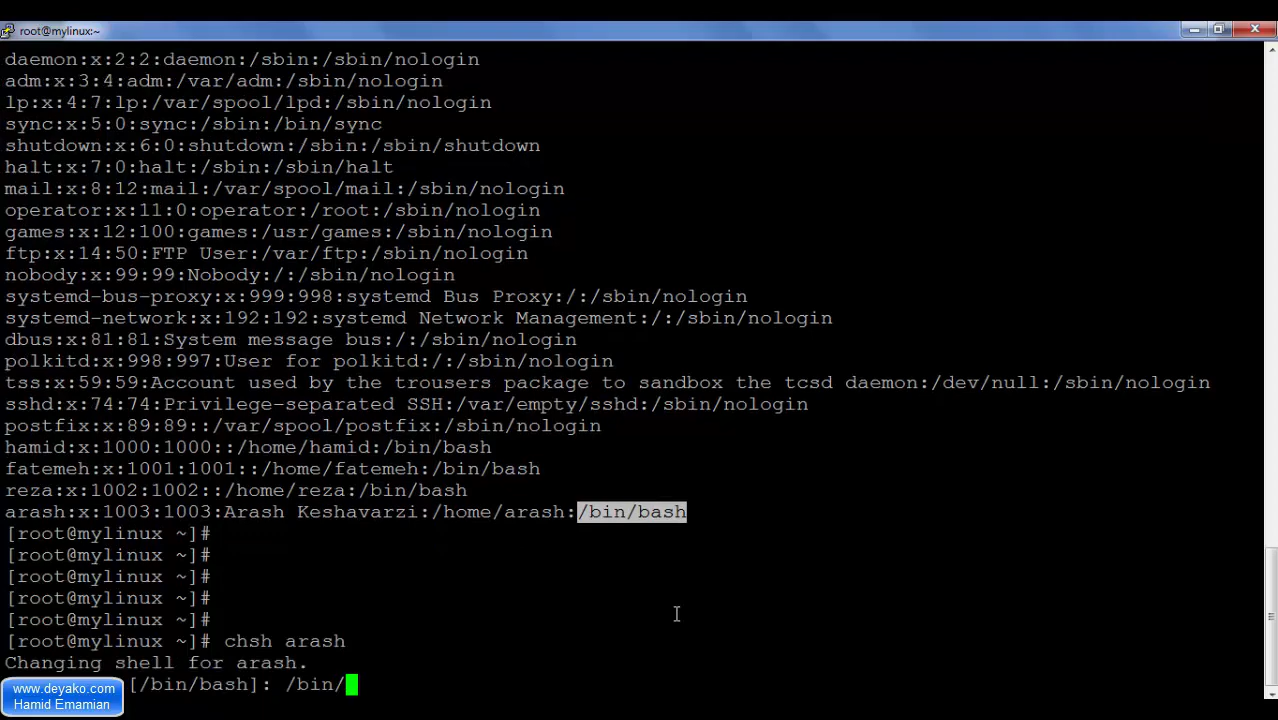 root@mylinux:~
daemon:x:2:2:daemon:/sbin:/sbin/nologin
adm:x:3:4:adm:/var/adm:/sbin/nologin
lp:x:4:7:lp:/var/spool/lpd:/sbin/nologin
sync:x:5:0:sync:/sbin:/bin/sync
shutdown:x:6:0:shutdown:/sbin:/sbin/shutdown
halt:x:7:0:halt:/sbin:/sbin/halt
mail:x:8:12:mail:/var/spool/mail:/sbin/nologin
operator:x:11:0:operator:/root:/sbin/nologin
games:x:12:100:games:/usr/games:/sbin/nologin
ftp:x:14:50:FTP User:/var/ftp:/sbin/nologin
nobody:x:99:99:Nobody:/:/sbin/nologin
systemd-bus-proxy:x:999:998:systemd Bus Proxy:/:/sbin/nologin
systemd-network:x:192:192:systemd Network Management:/:/sbin/nologin
dbus:x:81:81:System message bus:/:/sbin/nologin
polkitd:x:998:997:User for polkitd:/:/sbin/nologin
tss:x:59:59:Account used by the trousers package to sandbox the tcsd daemon:/dev/null:/sbin/nologin
sshd:x:74:74:Privilege-separated SSH:/var/empty/sshd:/sbin/nologin
postfix:x:89:89::/var/spool/postfix:/sbin/nologin
hamid:x:1000:1000::/home/hamid:/bin/bash
fatemeh:x:1001:1001::/home/fatemeh:/bin/bash
reza:x:1002:1002::/home/reza:/bin/bash
arash:x:1003:1003:Arash Keshavarzi:/home/arash:/bin/bash
[root@mylinux ~]#
[root@mylinux ~]#
[root@mylinux ~]#
[root@mylinux ~]#
[root@mylinux ~]#
[root@mylinux ~]# chsh arash
Changing shell for arash.
[/bin/bash]: /bin/
www.deyako.com
Hamid Emamian